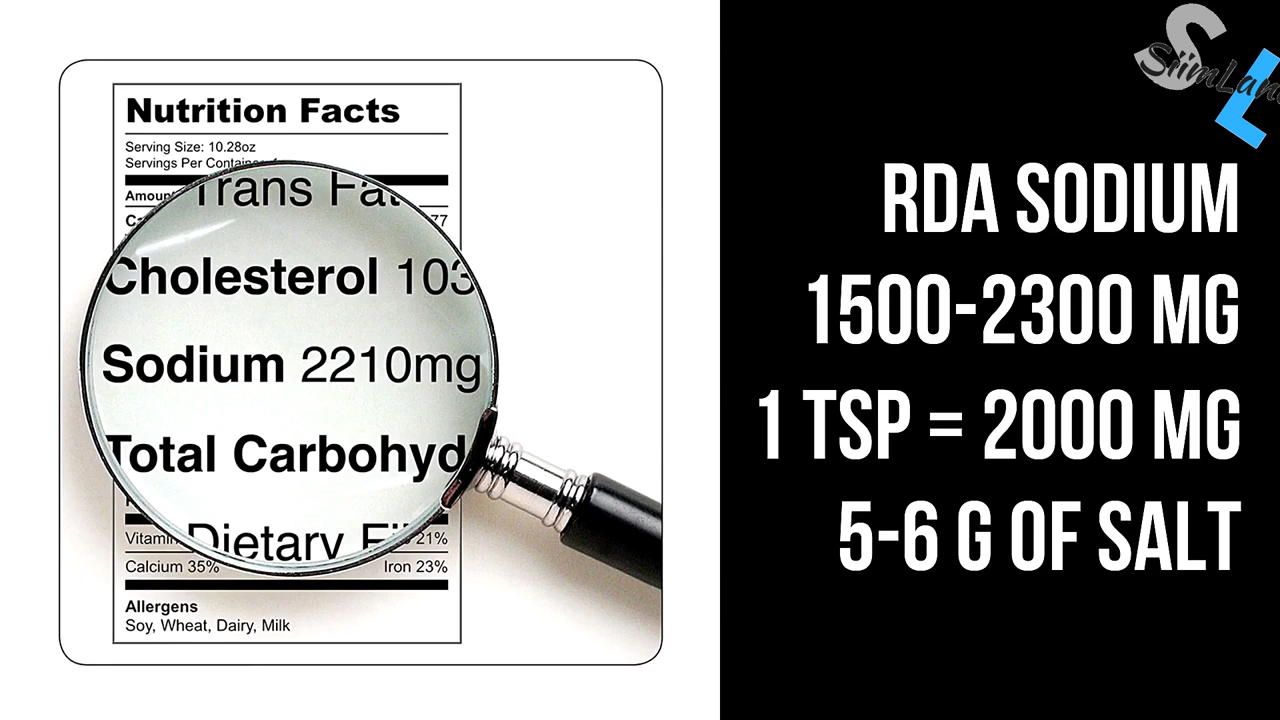 Nutrition Facts
Serving Size: 10.28oz
Servings Per
Trans Fat
Cholesterol 103
Sodium 2210mg
Total Carbohyd
Dietary
21%
Calcium 35% Iron 23%
Allergens
Soy, Wheat, Dairy, Milk
SiimLand
RDA SODIUM
1500-2300 MG
1 TSP = 2000 MG
5-6 G OF SALT